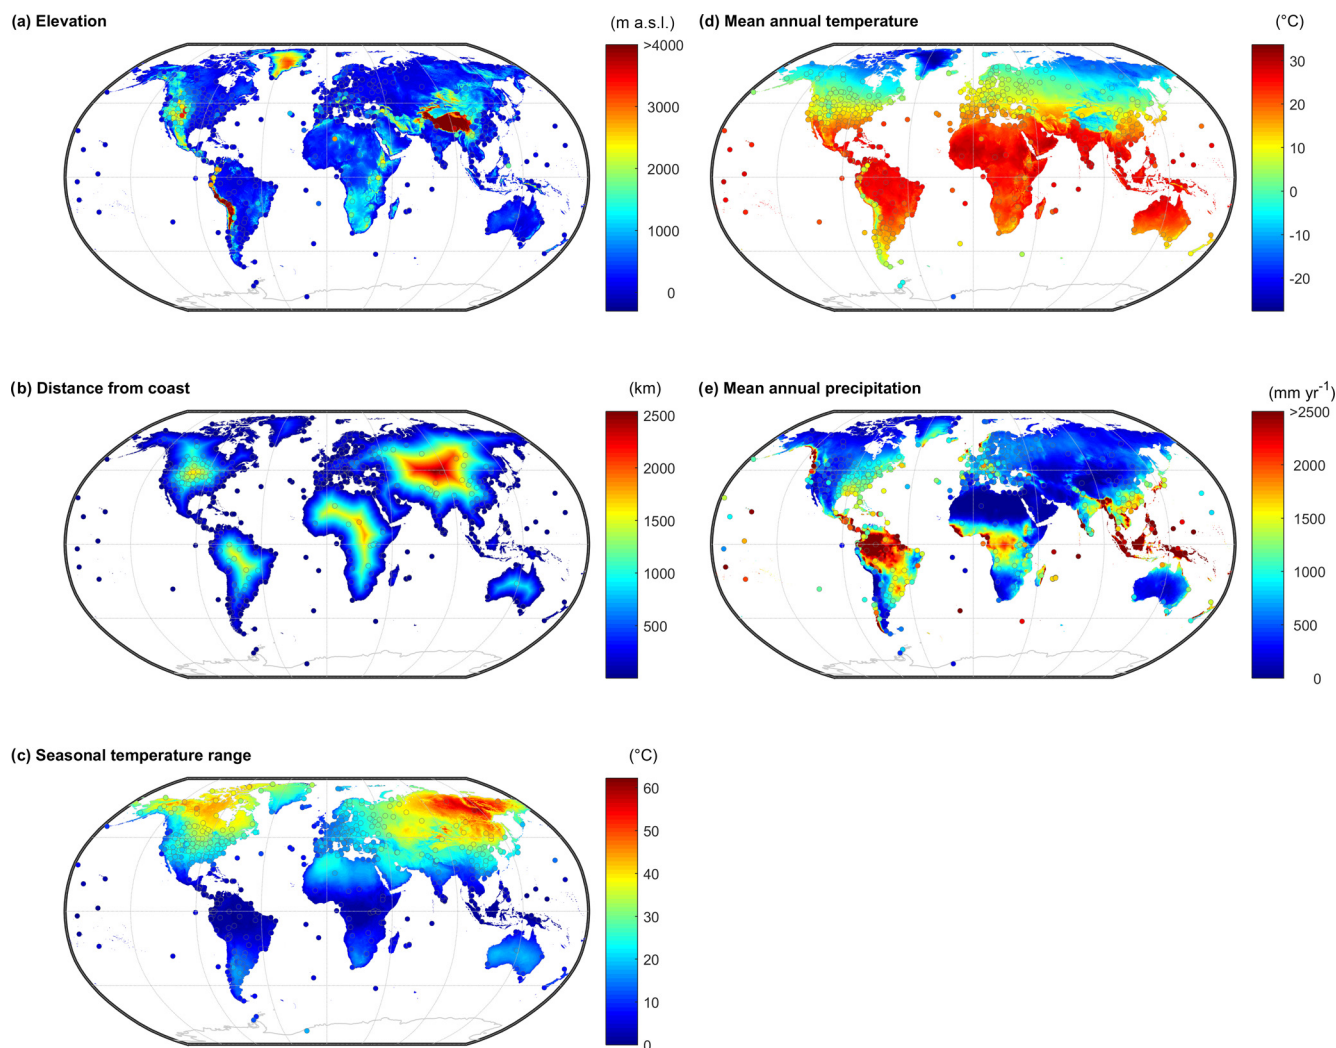 (a) Elevation
(m a.s.l.)
>4000
3000
2000
1000
0
(d) Mean annual temperature
(°C)
30
20
10
0
-10
-20
(b) Distance from coast
(km)
2500
2000
1500
1000
500
(e) Mean annual precipitation
(mm yr⁻¹)
>2500
2000
1500
1000
500
0
(c) Seasonal temperature range
(°C)
60
50
40
30
20
10
0